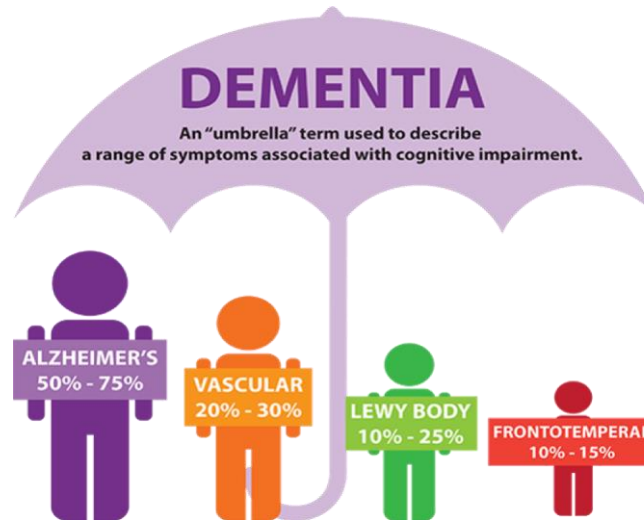 DEMENTIA
An “umbrella” term used to describe
a range of symptoms associated with cognitive impairment.
ALZHEIMER’S
50% - 75%
VASCULAR
20% - 30%
LEWY BODY
10% - 25%
FRONTOTEMPERAL
10% - 15%